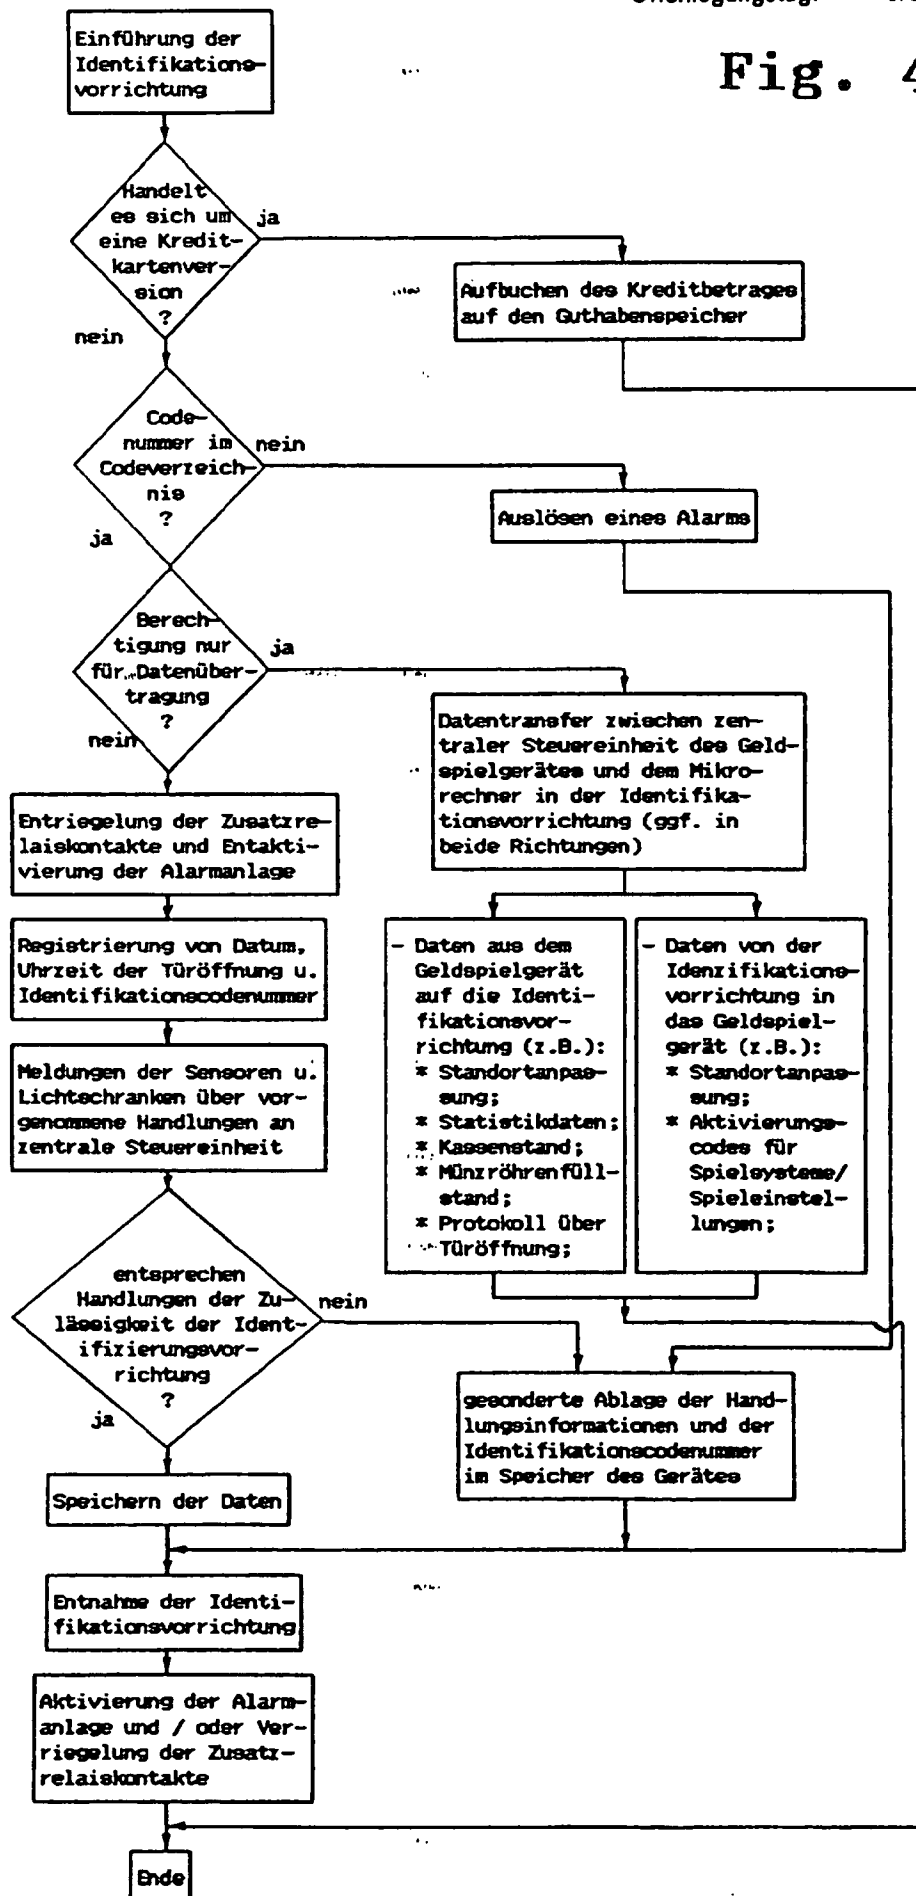 Fig. 4
Einführung der
Identifikations-
vorrichtung
Handelt
es sich um
eine Kredit-
kartenver-
sion
?
ja
nein
Aufbuchen des Kreditbetrages
auf den Guthabenspeicher
Code-
nummer im
Codeverzeich-
nis
?
nein
ja
Auslösen eines Alarms
Berech-
tigung nur
für Datenüber-
tragung
?
ja
nein
Datentransfer zwischen zen-
traler Steuereinheit des Geld-
spielgerätes und dem Mikro-
rechner in der Identifika-
tionsvorrichtung (ggf. in
beide Richtungen)
Entriegelung der Zusatzre-
laiskontakte und Entakti-
vierung der Alarmanlage
Registrierung von Datum,
Uhrzeit der Türöffnung u.
Identifikationscodenummer
Meldungen der Sensoren u.
Lichtschranken über vor-
genommene Handlungen an
zentrale Steuereinheit
- Daten aus dem
Geldspielgerät
auf die Identi-
fikationsvor-
richtung (z.B.):
* Standortanpas-
sung;
* Statistikdaten;
* Kassenstand;
* Münzröhrenfüll-
stand;
* Protokoll über
Türöffnung;
- Daten von der
Idenzifikations-
vorrichtung in
das Geldspiel-
gerät (z.B.):
* Standortanpas-
sung;
* Aktivierungs-
codes für
Spielsysteme/
Spieleinstel-
lungen;
entsprechen
Handlungen der Zu-
lässigkeit der Ident-
ifizierungsvor-
richtung
?
nein
ja
gesonderte Ablage der Hand-
lungsinformationen und der
Identifikationscodenummer
im Speicher des Gerätes
Speichern der Daten
Entnahme der Identi-
fikationsvorrichtung
Aktivierung der Alarm-
anlage und / oder Ver-
riegelung der Zusatz-
relaiskontakte
Ende